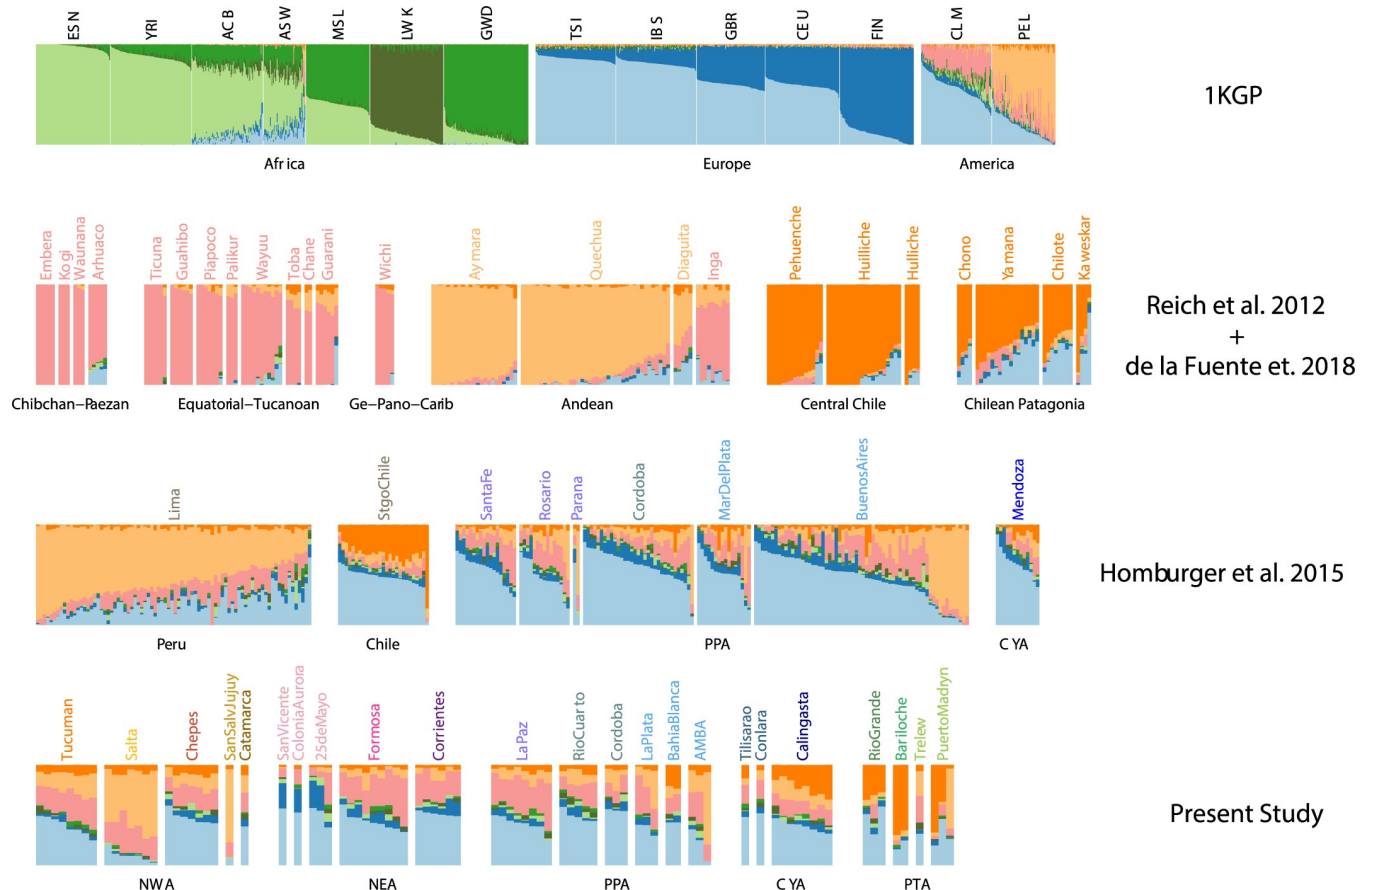 ESN YRI ACB ASW MSL LWK GWD TSI IBS GBR CEU FIN CLM PEL
1KGP
Africa Europe America
Embera Kogi Waunana Arhuaco Ticuna Guahibo Piapoco Palikur Wayuu Toba Chane Guarani Wichi Aymara Quechua Diaguita Inga Pehuenche Huilliche Hulliche Chono Yamana Chilote Kaweskar
Reich et al. 2012
+
de la Fuente et. 2018
Chibchan-Paezan Equatorial-Tucanoan Ge-Pano-Carib Andean Central Chile Chilean Patagonia
Lima StgoChile SantaFe Rosario Parana Cordoba MarDelPlata BuenosAires Mendoza
Homburger et al. 2015
Peru Chile PPA CYA
Tucuman Salta Chepes SanSalvJujuy Catamarca SanVicente ColoniaAurora 25deMayo Formosa Corrientes LaPaz RioCuarto Cordoba LaPlata BahiaBlanca AMBA Tilisarao Conlara Calingasta RioGrande Bariloche Trelew PuertoMadryn
Present Study
NWA NEA PPA CYA PTA